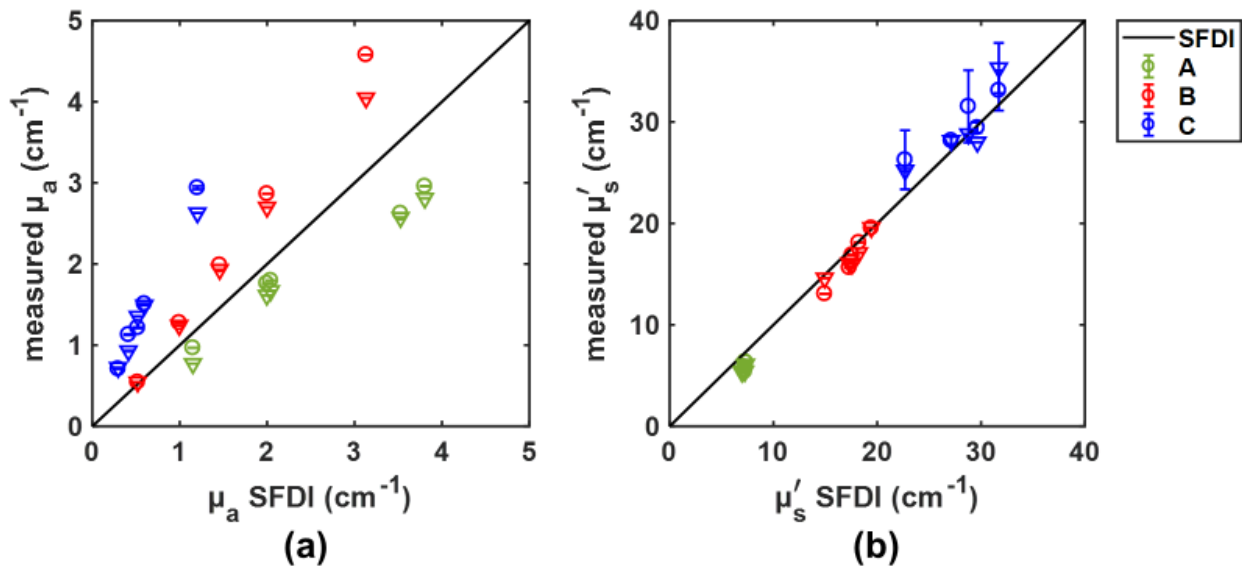 5
4
3
2
1
0
0 1 2 3 4 5
measured μa (cm-1)
μa SFDI (cm-1)
(a)
40
30
20
10
0
0 10 20 30 40
measured μ's (cm-1)
μ's SFDI (cm-1)
(b)
SFDI
A
B
C